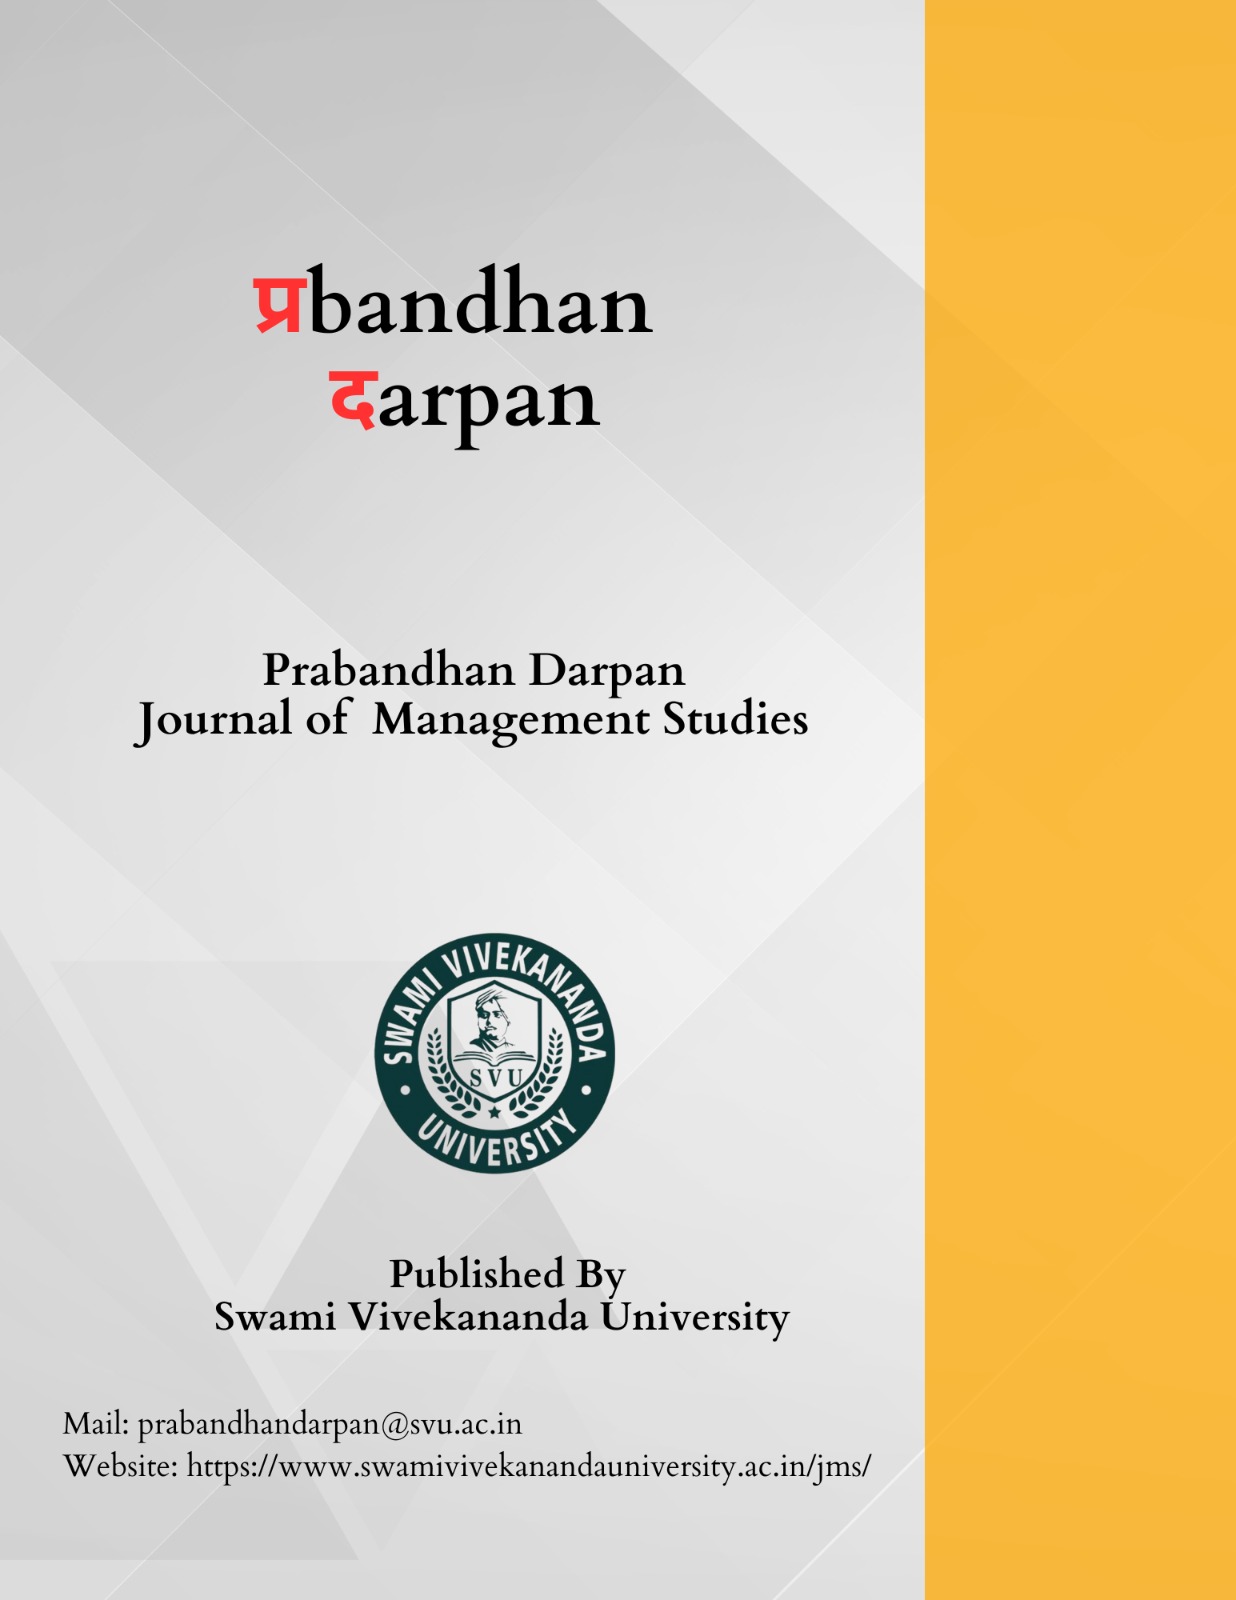 प्रbandhan
दarpan
Prabandhan Darpan
Journal of Management Studies
SWAMI VIVEKANANDA
SVU
UNIVERSITY
Published By
Swami Vivekananda University
Mail: prabandhandarpan@svu.ac.in
Website: https://www.swamivivekanandauniversity.ac.in/jms/